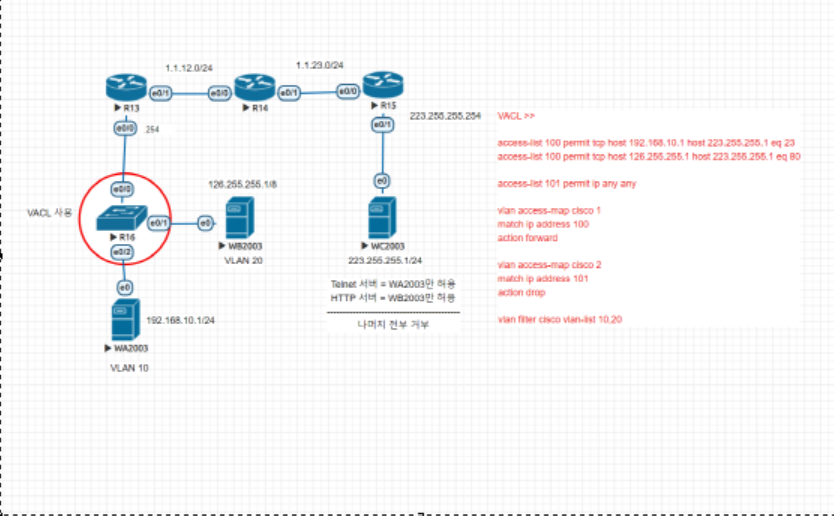 1.1.12.0/24
1.1.23.0/24
e0/1
e0/0
e0/1
e0/0
R13
R14
R15
e0/0
.254
e0/1
223.255.255.254
VACL >>
access-list 100 permit tcp host 192.168.10.1 host 223.255.255.1 eq 23
access-list 100 permit tcp host 126.255.255.1 host 223.255.255.1 eq 80
access-list 101 permit ip any any
vlan access-map cisco 1
match ip address 100
action forward
vlan access-map cisco 2
match ip address 101
action drop
vlan filter cisco vlan-list 10,20
e0/0
126.255.255.1/8
e0
VACL 사용
e0/1
e0
R16
WB2003
WC2003
e0/2
VLAN 20
223.255.255.1/24
e0
Telnet 서버 = WA2003만 허용
HTTP 서버 = WB2003만 허용
192.168.10.1/24
나머지 전부 거부
WA2003
VLAN 10